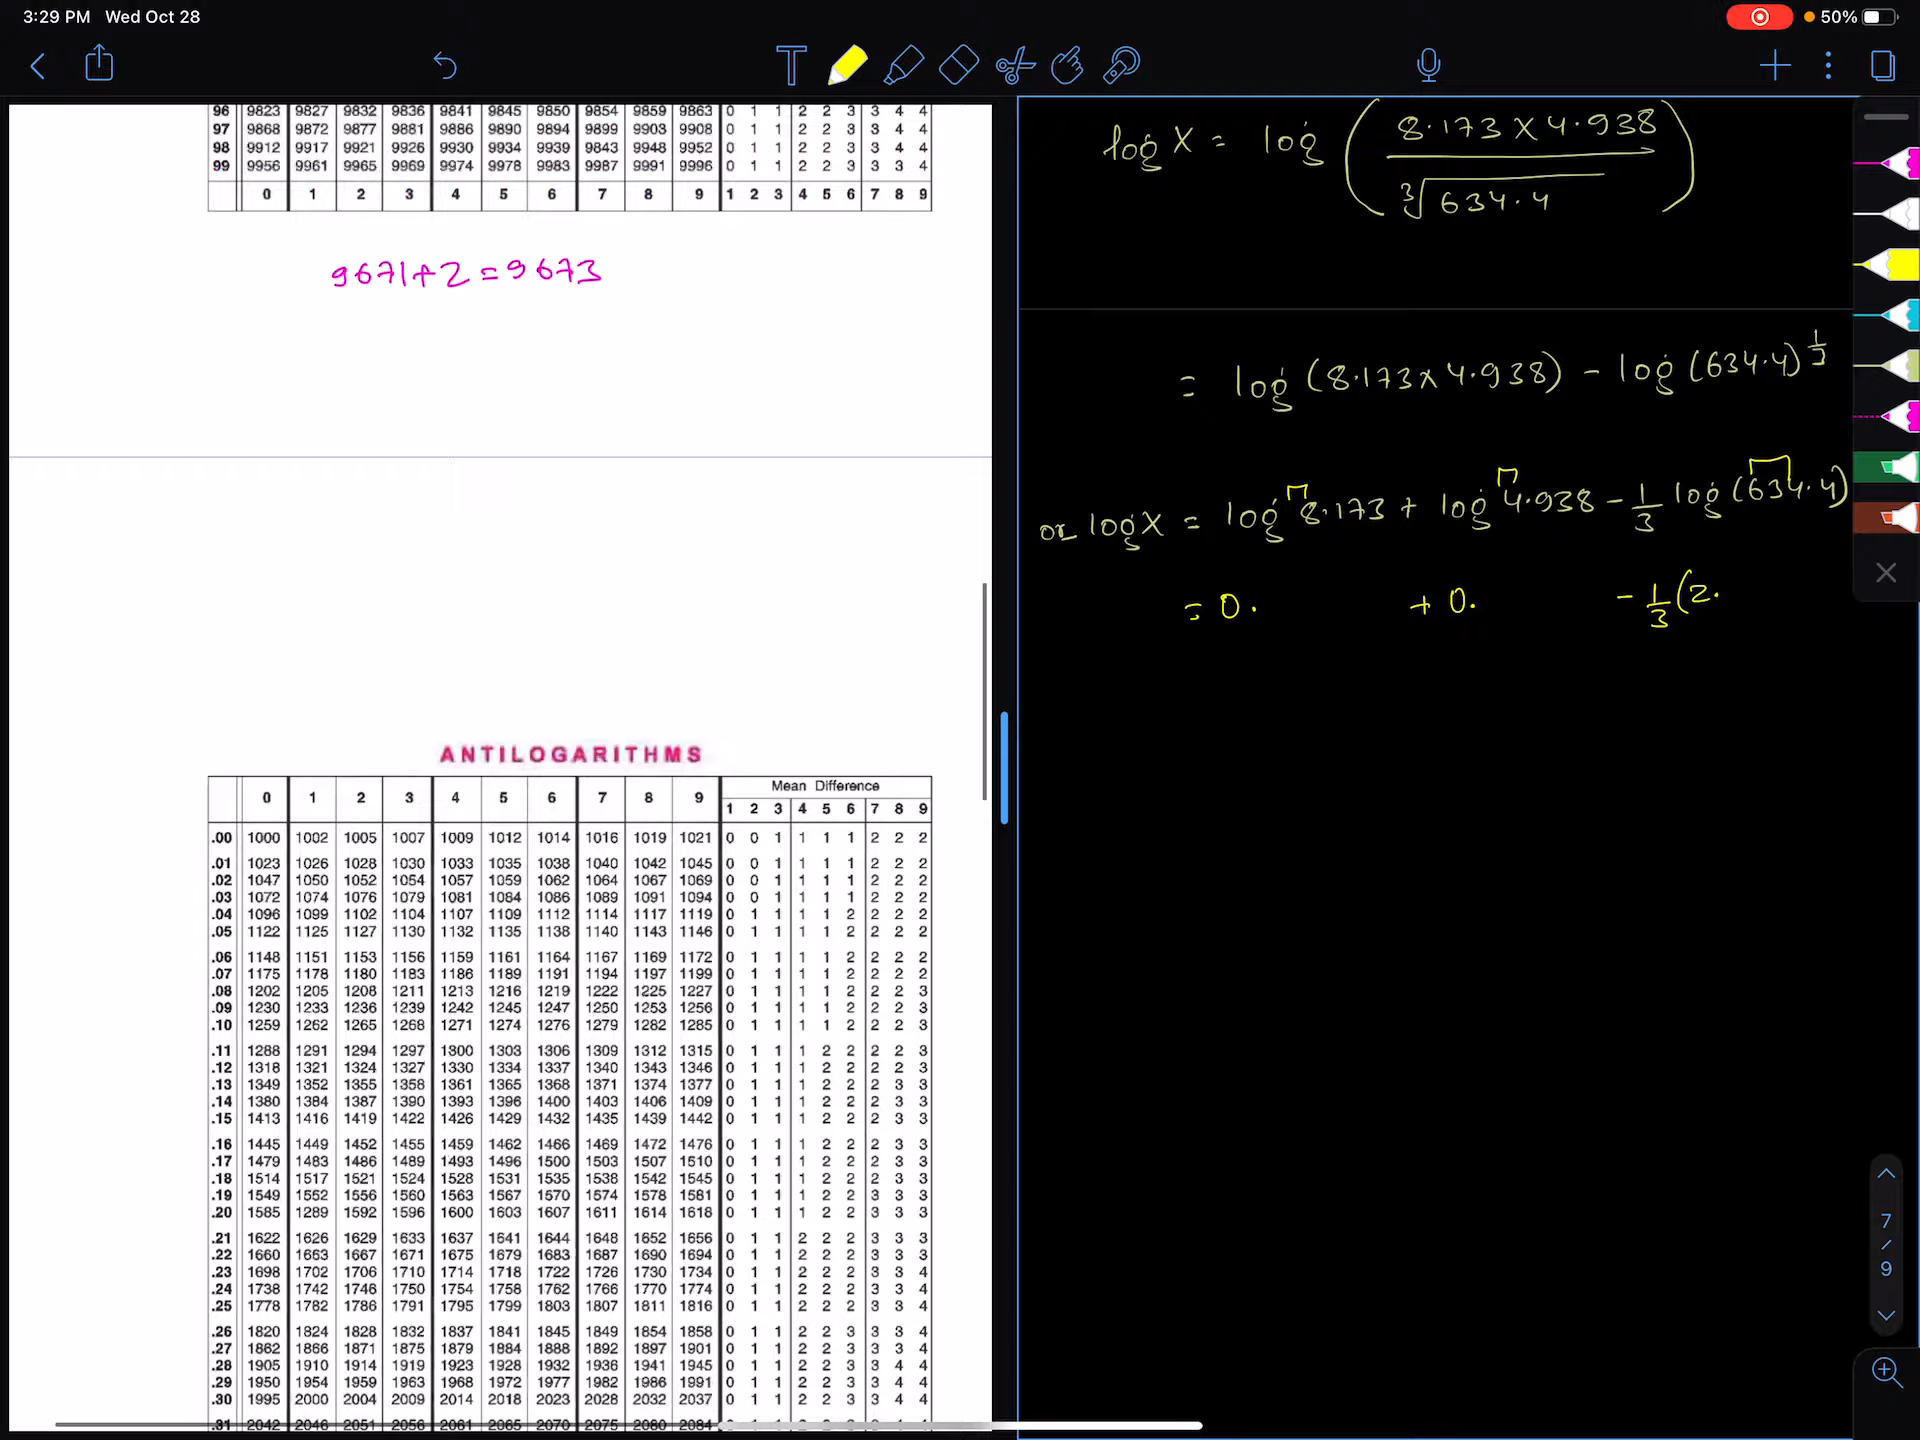 3:29 PM Wed Oct 28
50%
96 9823 9827 9832 9836 9841 9845 9850 9854 9859 9863 0 1 1 2 2 3 3 4 4
97 9868 9872 9877 9881 9886 9890 9894 9899 9903 9908 0 1 1 2 2 3 3 4 4
98 9912 9917 9921 9926 9930 9934 9939 9843 9948 9952 0 1 1 2 2 3 3 4 4
99 9956 9961 9965 9969 9974 9978 9983 9987 9991 9996 0 1 1 2 2 3 3 3 4
0 1 2 3 4 5 6 7 8 9 1 2 3 4 5 6 7 8 9
9671+2=9673
ANTILOGARITHMS
Mean Difference
0 1 2 3 4 5 6 7 8 9 1 2 3 4 5 6 7 8 9
.00 1000 1002 1005 1007 1009 1012 1014 1016 1019 1021 0 0 1 1 1 1 2 2 2
.01 1023 1026 1028 1030 1033 1035 1038 1040 1042 1045 0 0 1 1 1 1 2 2 2
.02 1047 1050 1052 1054 1057 1059 1062 1064 1067 1069 0 0 1 1 1 1 2 2 2
.03 1072 1074 1076 1079 1081 1084 1086 1089 1091 1094 0 0 1 1 1 1 2 2 2
.04 1096 1099 1102 1104 1107 1109 1112 1114 1117 1119 0 1 1 1 1 2 2 2 2
.05 1122 1125 1127 1130 1132 1135 1138 1140 1143 1146 0 1 1 1 1 2 2 2 2
.06 1148 1151 1153 1156 1159 1161 1164 1167 1169 1172 0 1 1 1 1 2 2 2 2
.07 1175 1178 1180 1183 1186 1189 1191 1194 1197 1199 0 1 1 1 1 2 2 2 2
.08 1202 1205 1208 1211 1213 1216 1219 1222 1225 1227 0 1 1 1 1 2 2 2 3
.09 1230 1233 1236 1239 1242 1245 1247 1250 1253 1256 0 1 1 1 1 2 2 2 3
.10 1259 1262 1265 1268 1271 1274 1276 1279 1282 1285 0 1 1 1 1 2 2 2 3
.11 1288 1291 1294 1297 1300 1303 1306 1309 1312 1315 0 1 1 1 2 2 2 2 3
.12 1318 1321 1324 1327 1330 1334 1337 1340 1343 1346 0 1 1 1 2 2 2 2 3
.13 1349 1352 1355 1358 1361 1365 1368 1371 1374 1377 0 1 1 1 2 2 2 3 3
.14 1380 1384 1387 1390 1393 1396 1400 1403 1406 1409 0 1 1 1 2 2 2 3 3
.15 1413 1416 1419 1422 1426 1429 1432 1435 1439 1442 0 1 1 1 2 2 2 3 3
.16 1445 1449 1452 1455 1459 1462 1466 1469 1472 1476 0 1 1 1 2 2 2 3 3
.17 1479 1483 1486 1489 1493 1496 1500 1503 1507 1510 0 1 1 1 2 2 2 3 3
.18 1514 1517 1521 1524 1528 1531 1535 1538 1542 1545 0 1 1 1 2 2 2 3 3
.19 1549 1552 1556 1560 1563 1567 1570 1574 1578 1581 0 1 1 1 2 2 3 3 3
.20 1585 1289 1592 1596 1600 1603 1607 1611 1614 1618 0 1 1 1 2 2 3 3 3
.21 1622 1626 1629 1633 1637 1641 1644 1648 1652 1656 0 1 1 2 2 2 3 3 3
.22 1660 1663 1667 1671 1675 1679 1683 1687 1690 1694 0 1 1 2 2 2 3 3 3
.23 1698 1702 1706 1710 1714 1718 1722 1726 1730 1734 0 1 1 2 2 2 3 3 4
.24 1738 1742 1746 1750 1754 1758 1762 1766 1770 1774 0 1 1 2 2 2 3 3 4
.25 1778 1782 1786 1791 1795 1799 1803 1807 1811 1816 0 1 1 2 2 2 3 3 4
.26 1820 1824 1828 1832 1837 1841 1845 1849 1854 1858 0 1 1 2 2 3 3 3 4
.27 1862 1866 1871 1875 1879 1884 1888 1892 1897 1901 0 1 1 2 2 3 3 3 4
.28 1905 1910 1914 1919 1923 1928 1932 1936 1941 1945 0 1 1 2 2 3 3 4 4
.29 1950 1954 1959 1963 1968 1972 1977 1982 1986 1991 0 1 1 2 2 3 3 4 4
.30 1995 2000 2004 2009 2014 2018 2023 2028 2032 2037 0 1 1 2 2 3 3 4 4
.31 2042 2046 2051 2056 2061 2065 2070 2075 2080 2084
log X = log (8.173 × 4.938 / ∛634.4)
= log (8.173 × 4.938) - log (634.4)^1/3
or log X = log 8.173 + log 4.938 - 1/3 log (634.4)
= 0. + 0. - 1/3 (2.
7 / 9